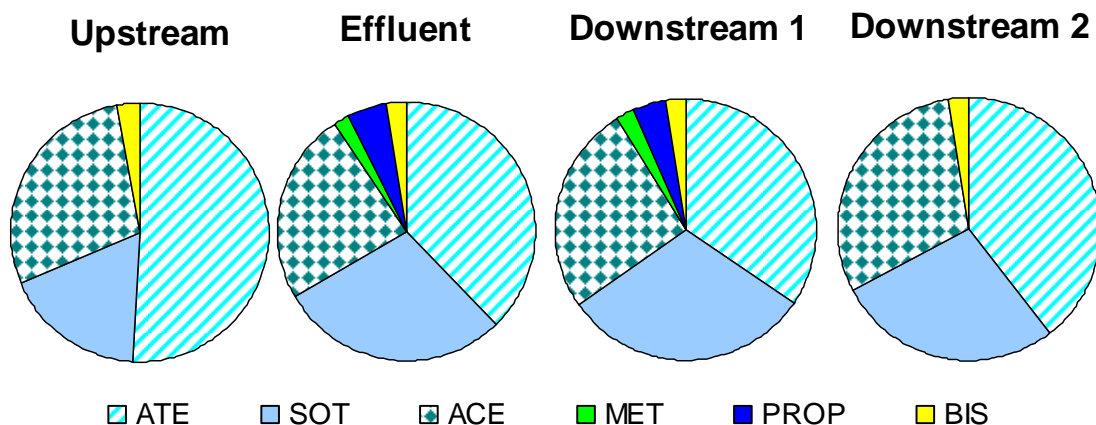 Upstream Effluent Downstream 1 Downstream 2
ATE SOT ACE MET PROP BIS